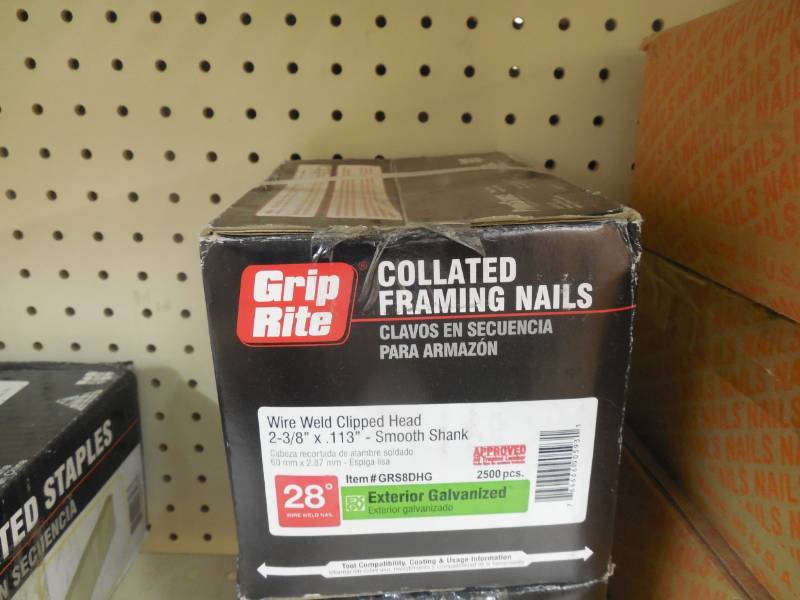 Grip
Rite
®
COLLATED
FRAMING NAILS
CLAVOS EN SECUENCIA
PARA ARMAZÓN
Wire Weld Clipped Head
2-3/8" x .113" - Smooth Shank
Cabeza recortada de alambre soldado
60 mm x 2.87 mm - Espiga lisa
APPROVED
Item # GRS8DHG
2500 pcs.
28°
WIRE WELD NAIL
Exterior Galvanized
Exterior galvanizado
Tool Compatibility, Coating & Usage Information
TED STAPLES
N SECUENCIA
NAILS NAILS
NAILS